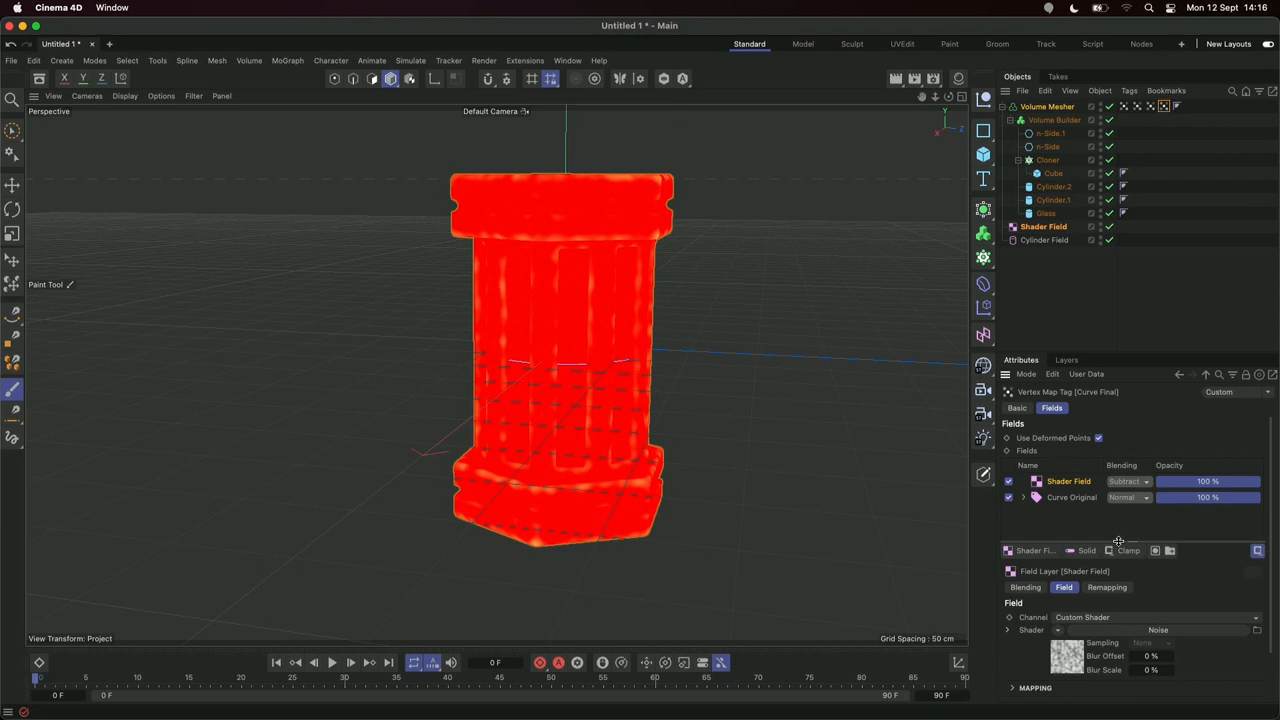 Cinema 4D Window Mon 12 Sept 14:16
Untitled 1 * - Main
Untitled 1 * Standard Model Sculpt UVEdit Paint Groom Track Script Nodes New Layouts
File Edit Create Modes Select Tools Spline Mesh Volume MoGraph Character Animate Simulate Tracker Render Extensions Window Help
Objects Takes
X Y Z
File Edit View Object Tags Bookmarks
View Cameras Display Options Filter Panel
Perspective
Default Camera
Y
X Z
Volume Mesher
Volume Builder
n-Side.1
n-Side
Cloner
Cube
Cylinder.2
Cylinder.1
Glass
Shader Field
Cylinder Field
Paint Tool
Attributes Layers
Mode Edit User Data
Vertex Map Tag [Curve Final] Custom
Basic Fields
Fields
Use Deformed Points
Fields
Name Blending Opacity
Shader Field Subtract 100 %
Curve Original Normal 100 %
Shader Fi... Solid Clamp
Field Layer [Shader Field]
Blending Field Remapping
Field
Channel Custom Shader
Shader Noise
Sampling None
Blur Offset 0 %
Blur Scale 0 %
MAPPING
View Transform: Project
Grid Spacing : 50 cm
0 F
0 5 10 15 20 25 30 35 40 45 50 55 60 65 70 75 80 85 90
0 F 0 F 90 F 90 F